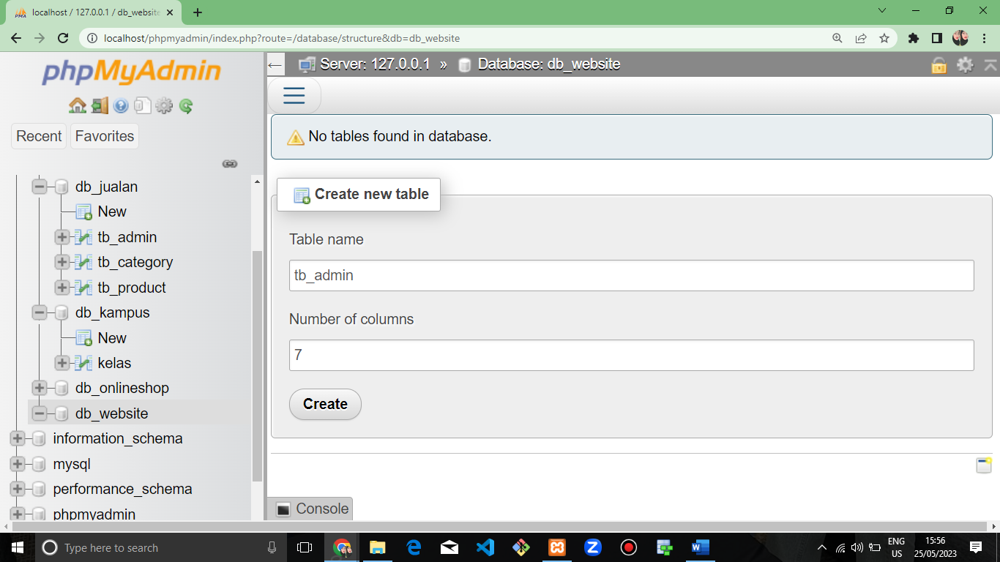 localhost / 127.0.0.1 / db_website
localhost/phpmyadmin/index.php?route=/database/structure&db=db_website
phpMyAdmin
Recent
Favorites
db_jualan
New
tb_admin
tb_category
tb_product
db_kampus
New
kelas
db_onlineshop
db_website
information_schema
mysql
performance_schema
phpmyadmin
Server: 127.0.0.1 » Database: db_website
No tables found in database.
Create new table
Table name
tb_admin
Number of columns
7
Create
Console
Type here to search
ENG
US
15:56
25/05/2023